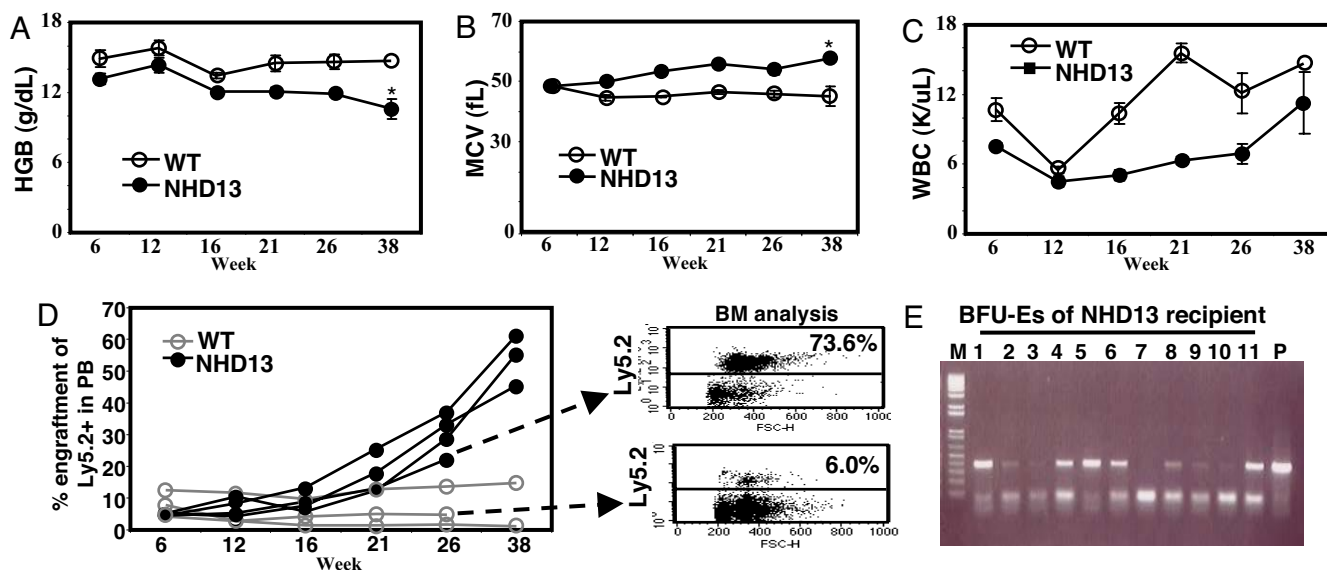 A
HGB (g/dL)
18
12
6
0
WT
NHD13
*
6 12 16 21 26 38
Week
B
MCV (fL)
70
50
30
0
WT
NHD13
*
6 12 16 21 26 38
Week
C
WBC (K/uL)
18
12
6
0
WT
NHD13
6 12 16 21 26 38
Week
D
% engraftment of
Ly5.2+ in PB
70
60
50
40
30
20
10
0
WT
NHD13
6 12 16 21 26 38
Week
BM analysis
Ly5.2
10⁰ 10¹ 10² 10³
73.6%
0 200 400 600 800 1000
FSC-H
Ly5.2
6.0%
0 200 400 600 800 1000
FSC-H
E
BFU-Es of NHD13 recipient
M 1 2 3 4 5 6 7 8 9 10 11 P